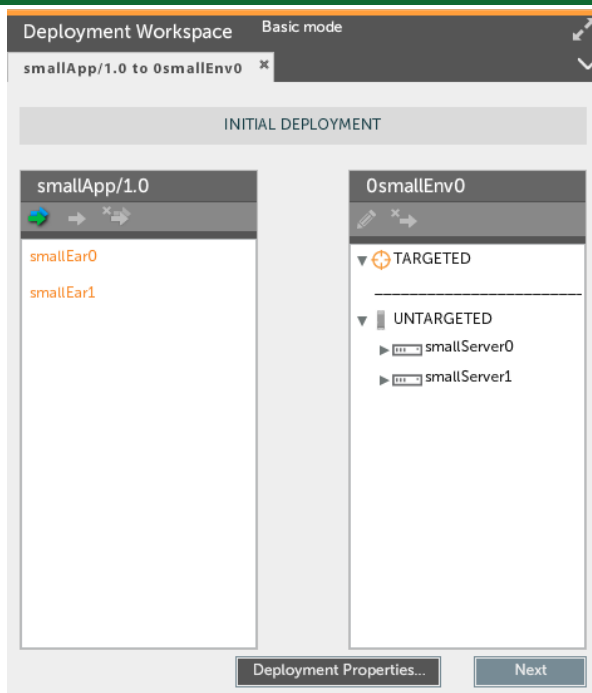 Deployment Workspace Basic mode
smallApp/1.0 to 0smallEnv0
INITIAL DEPLOYMENT
smallApp/1.0
smallEar0
smallEar1
0smallEnv0
TARGETED
UNTARGETED
smallServer0
smallServer1
Deployment Properties... Next